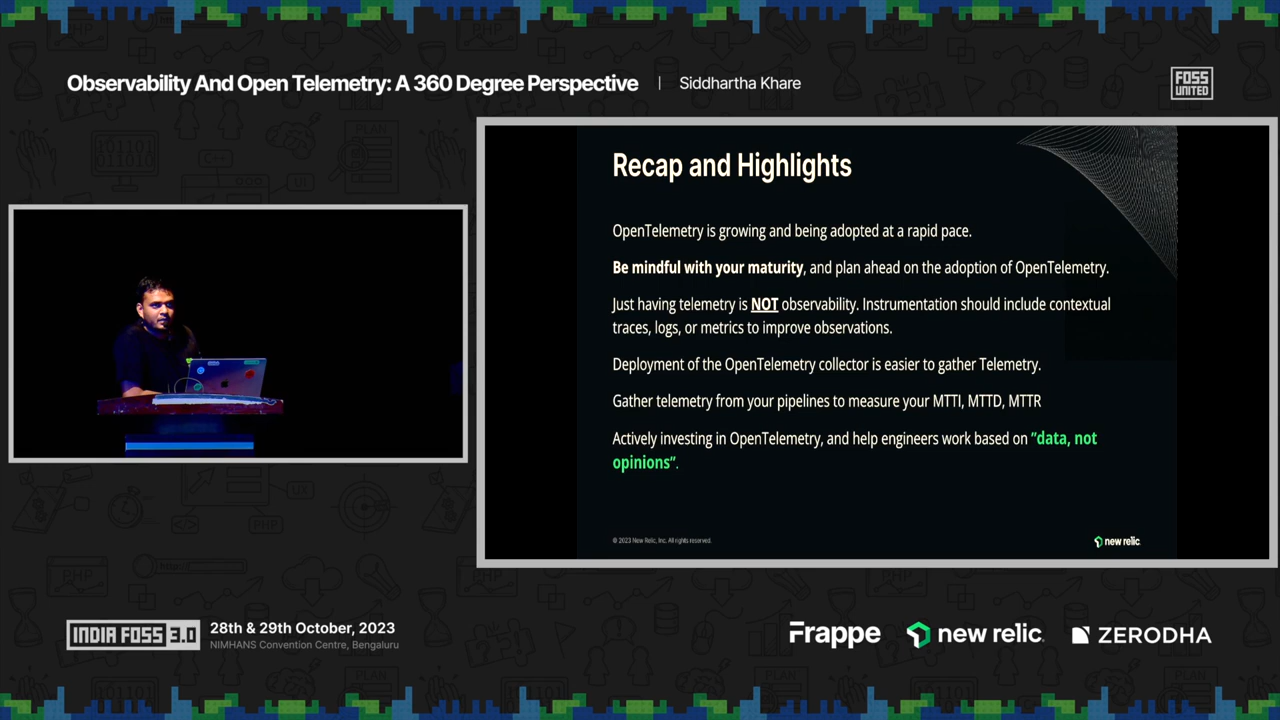 Observability And Open Telemetry: A 360 Degree Perspective | Siddhartha Khare
FOSS
UNITED
Recap and Highlights
OpenTelemetry is growing and being adopted at a rapid pace.
Be mindful with your maturity, and plan ahead on the adoption of OpenTelemetry.
Just having telemetry is NOT observability. Instrumentation should include contextual
traces, logs, or metrics to improve observations.
Deployment of the OpenTelemetry collector is easier to gather Telemetry.
Gather telemetry from your pipelines to measure your MTTI, MTTD, MTTR
Actively investing in OpenTelemetry, and help engineers work based on "data, not
opinions".
© 2023 New Relic, Inc. All rights reserved.
new relic.
INDIA FOSS 3.0
28th & 29th October, 2023
NIMHANS Convention Centre, Bengaluru
Frappe
new relic.
ZERODHA